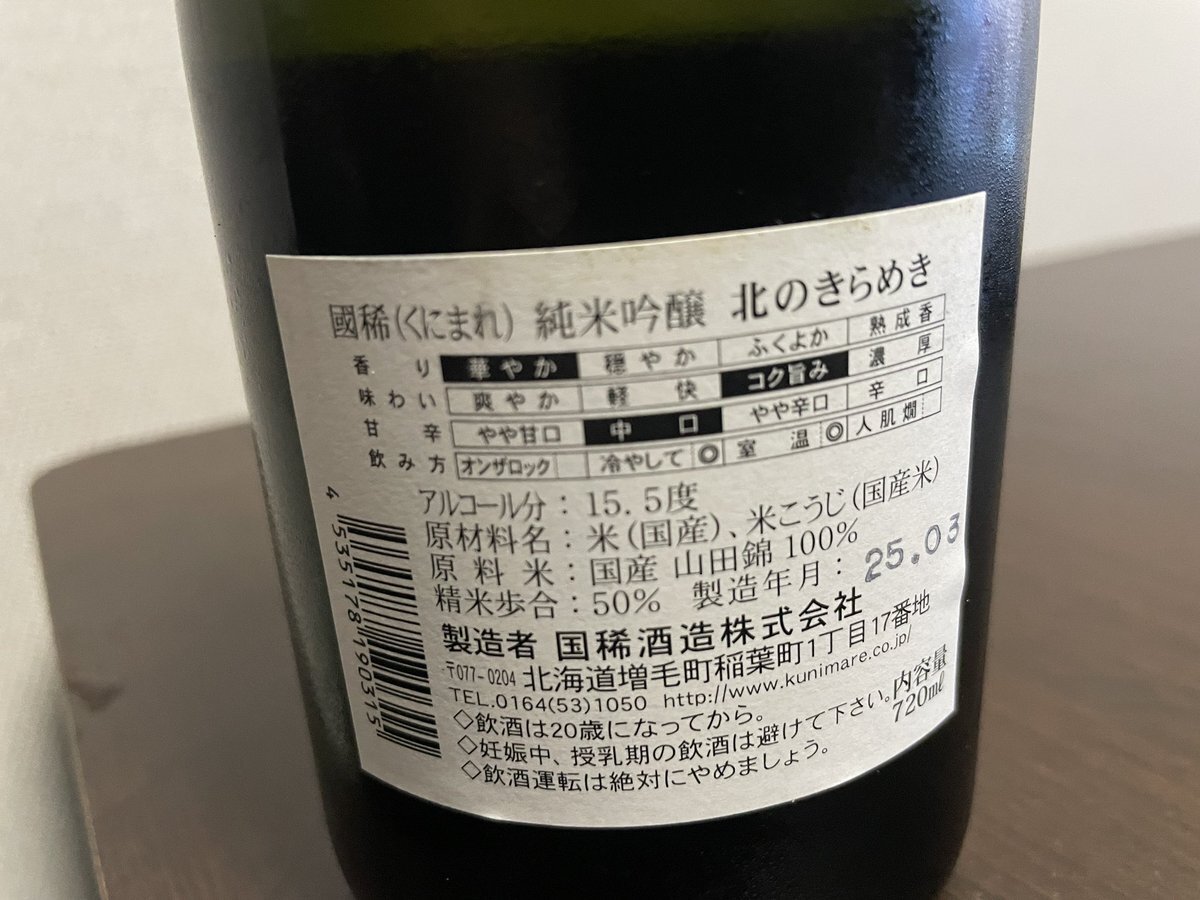 國稀(くにまれ) 純米吟醸 北のきらめき
香り 華やか 穏やか ふくよか 熟成香
味わい 爽やか 軽快 コク旨み 濃厚
甘辛 やや甘口 中口 やや辛口 辛口
飲み方 オンザロック 冷やして ◎ 室温 ◎ 人肌燗
アルコール分：15.5度
原材料名：米(国産)、米こうじ(国産米)
原料米：国産 山田錦 100%
精米歩合：50% 製造年月：25.03
製造者 国稀酒造株式会社
〒077-0204 北海道増毛町稲葉町1丁目17番地
TEL.0164(53)1050 http://www.kunimare.co.jp/
◇飲酒は20歳になってから。
◇妊娠中、授乳期の飲酒は避けて下さい。
◇飲酒運転は絶対にやめましょう。
内容量
720ml
4 535178 190315